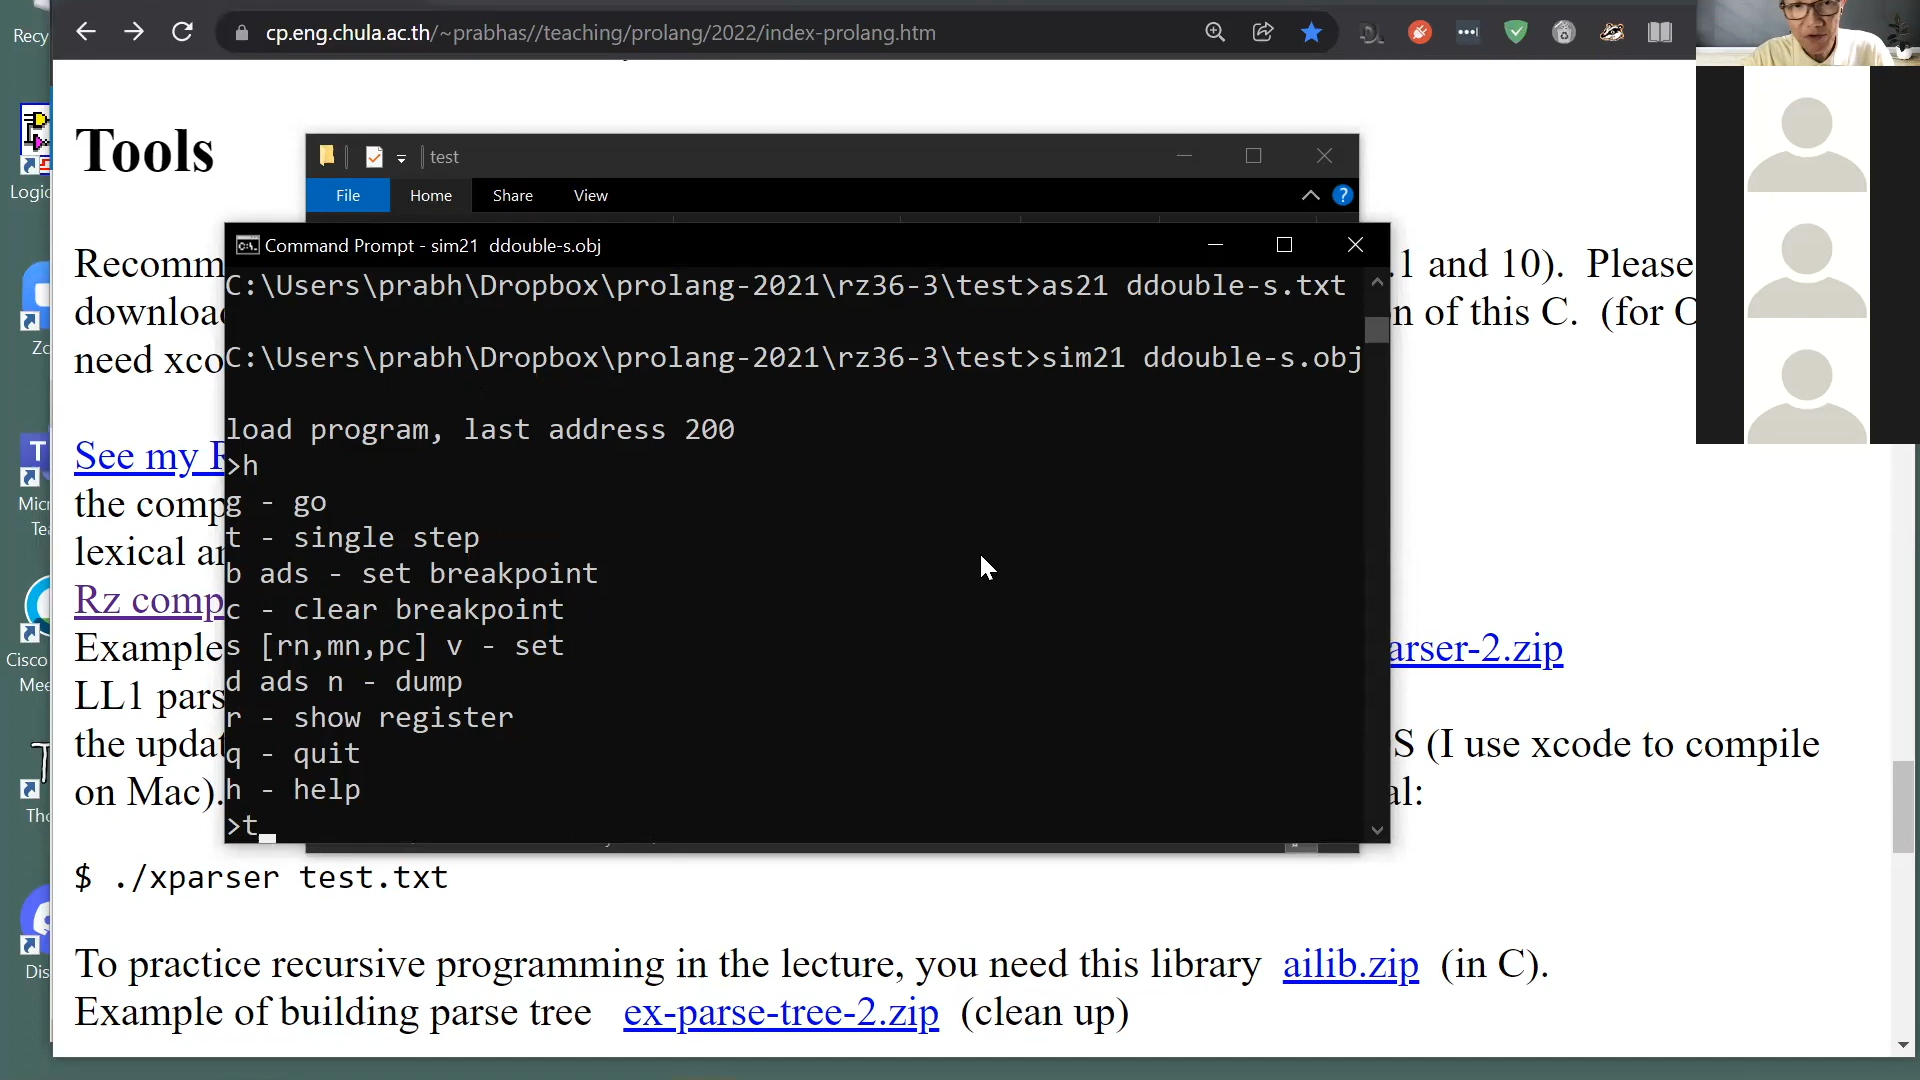 Recy
cp.eng.chula.ac.th/~prabhas//teaching/prolang/2022/index-prolang.htm
Tools
test
File Home Share View
Logic
Command Prompt - sim21 ddouble-s.obj
Recomm
.1 and 10). Please
C:\Users\prabh\Dropbox\prolang-2021\rz36-3\test>as21 ddouble-s.txt
downloa
n of this C. (for
Zo
need xco
C:\Users\prabh\Dropbox\prolang-2021\rz36-3\test>sim21 ddouble-s.obj
load program, last address 200
See my
>h
the comp
g - go
Micr
Tea
t - single step
lexical an
b ads - set breakpoint
Rz comp
c - clear breakpoint
Examples
s [rn,mn,pc] v - set
arser-2.zip
Cisco
Mee
d ads n - dump
LL1 pars
r - show register
the updat
q - quit
S (I use xcode to compile
on Mac).
h - help
al:
Tho
>t
$ ./xparser test.txt
To practice recursive programming in the lecture, you need this library ailib.zip (in C).
Dis
Example of building parse tree ex-parse-tree-2.zip (clean up)